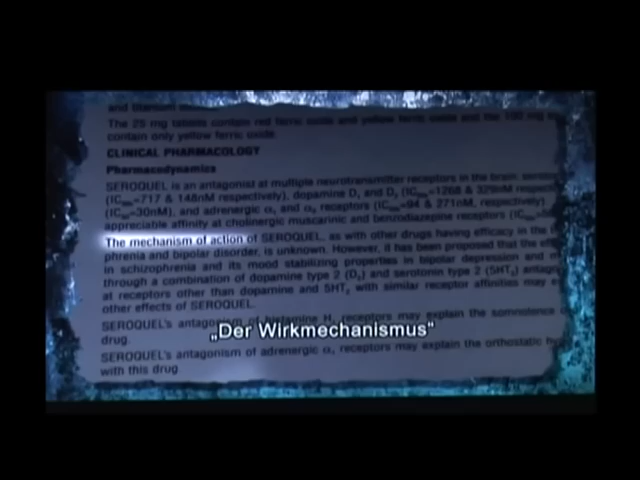 and titanium
The 25 mg tablets contain red ferric oxide and yellow ferric oxide and the 100 mg
contain only yellow ferric oxide.
CLINICAL PHARMACOLOGY
Pharmacodynamics
SEROQUEL is an antagonist at multiple neurotransmitter receptors in the brain:
=717 & 148nM respectively), dopamine D₁ and D₂ (IC₅₀=1268 & 329nM
=30nM), and adrenergic α₁ and α₂ receptors (IC₅₀=94 & 271nM, respectively)
appreciable affinity at cholinergic muscarinic and benzodiazepine receptors
The mechanism of action of SEROQUEL, as with other drugs having efficacy in the
phrenia and bipolar disorder, is unknown. However, it has been proposed that the
in schizophrenia and its mood stabilizing properties in bipolar depression and
through a combination of dopamine type 2 (D₂) and serotonin type 2 (5HT₂)
at receptors other than dopamine and 5HT₂ with similar receptor affinities may
other effects of SEROQUEL.
SEROQUEL's antagonism of histamine H₁ receptors may explain the somnolence
drug.
„Der Wirkmechanismus“
SEROQUEL's antagonism of adrenergic α₁ receptors may explain the orthostatic
with this drug.